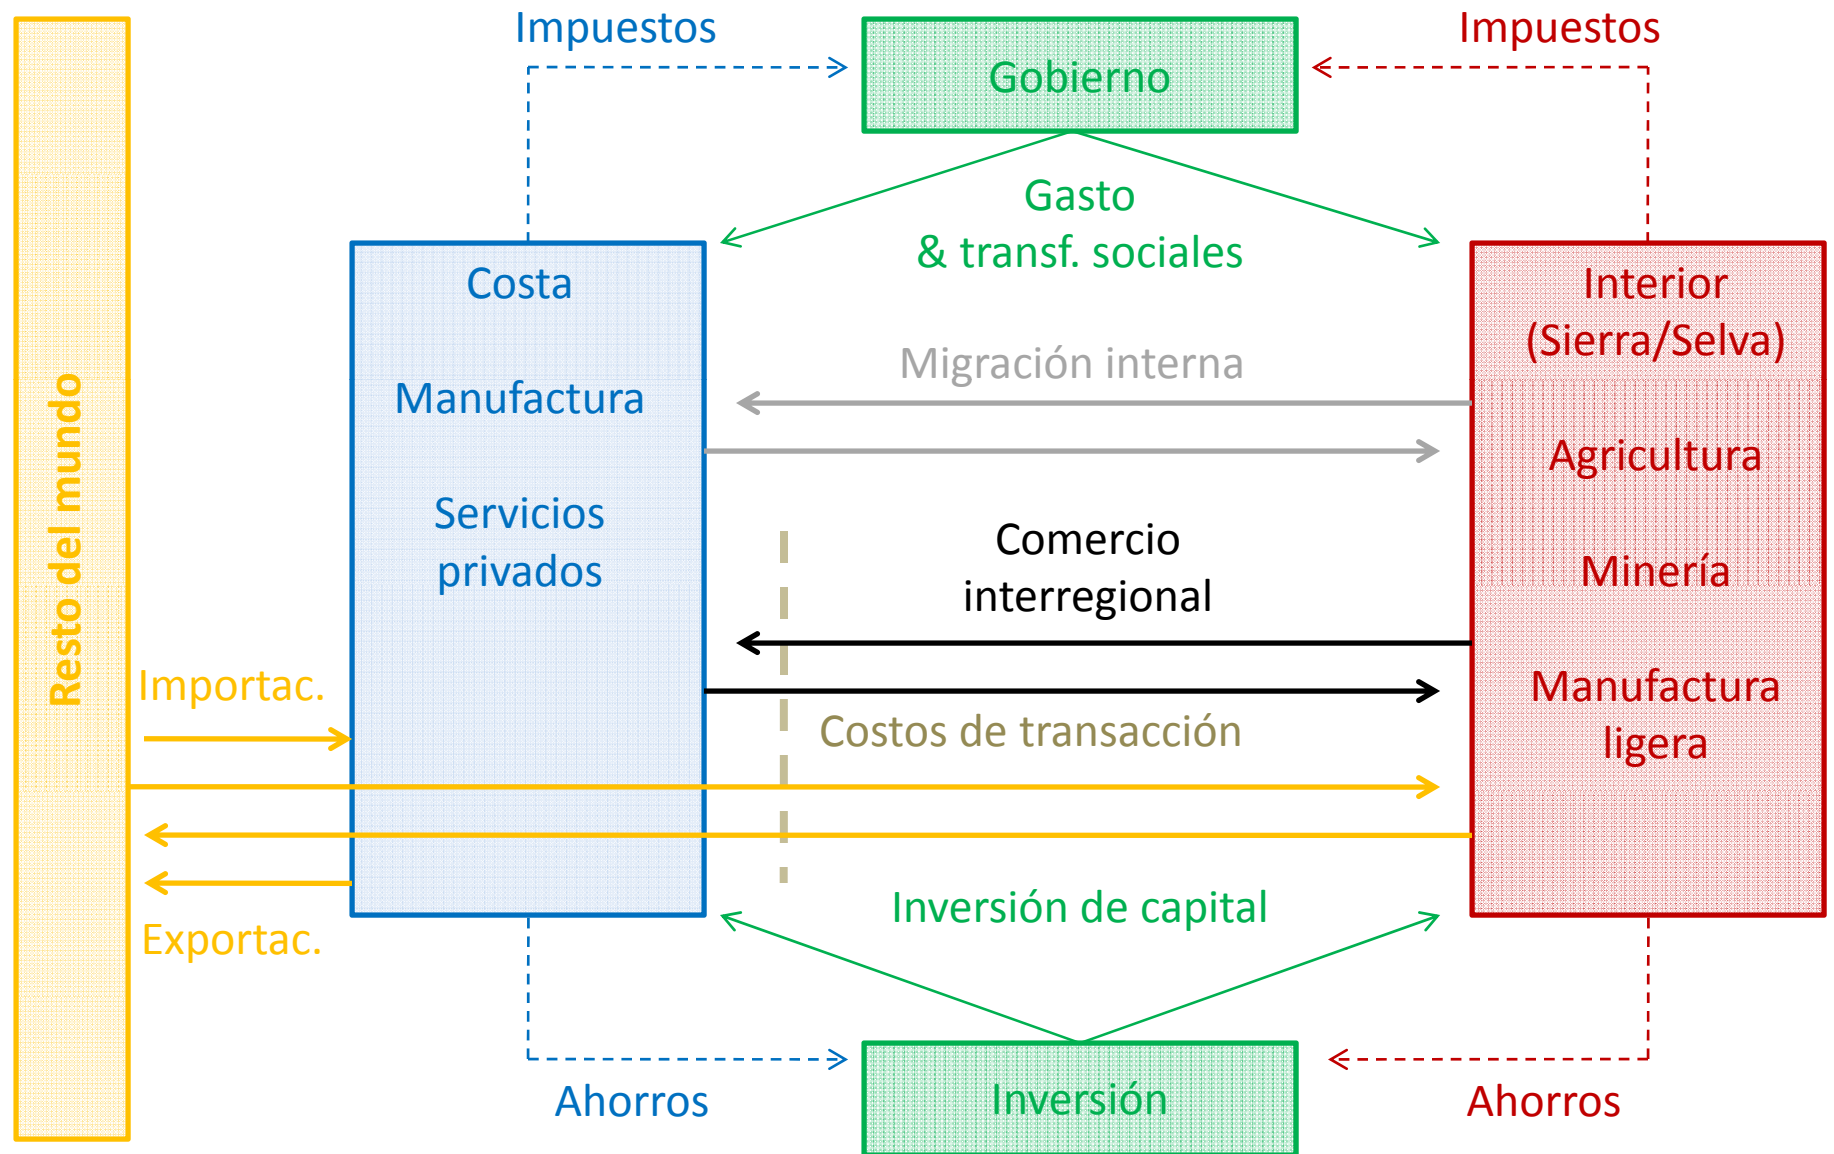 Impuestos
Gobierno
Impuestos
Gasto
& transf. sociales
Costa
Manufactura
Servicios
privados
Interior
(Sierra/Selva)
Agricultura
Minería
Manufactura
ligera
Migración interna
Comercio
interregional
Costos de transacción
Resto del mundo
Importac.
Exportac.
Inversión de capital
Ahorros
Inversión
Ahorros